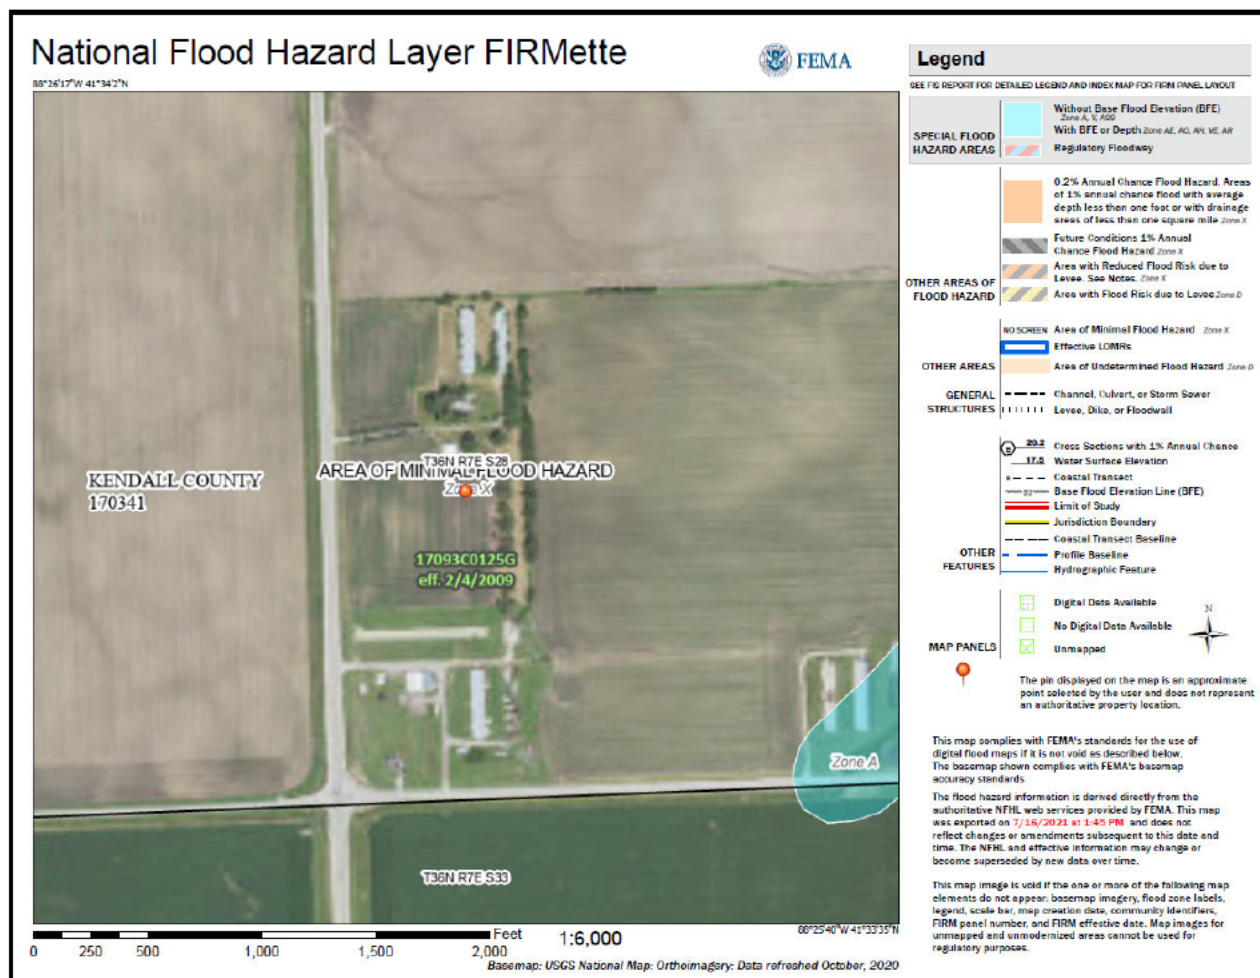 National Flood Hazard Layer FIRMette
FEMA
88°26'17"W 41°34'2"N
KENDALL COUNTY
170341
T36N R7E S28
AREA OF MINIMAL FLOOD HAZARD
Zone X
17093C0125G
eff. 2/4/2009
Zone A
T36N R7E S33
0 250 500 1,000 1,500 2,000
Feet
1:6,000
88°25'40"W 41°33'35"N
Basemap: USGS National Map: Orthoimagery: Data refreshed October, 2020
Legend
SEE FIS REPORT FOR DETAILED LEGEND AND INDEX MAP FOR FIRM PANEL LAYOUT
SPECIAL FLOOD
HAZARD AREAS
Without Base Flood Elevation (BFE)
Zone A, V, A99
With BFE or Depth Zone AE, AO, AH, VE, AR
Regulatory Floodway
OTHER AREAS OF
FLOOD HAZARD
0.2% Annual Chance Flood Hazard, Areas
of 1% annual chance flood with average
depth less than one foot or with drainage
areas of less than one square mile Zone X
Future Conditions 1% Annual
Chance Flood Hazard Zone X
Area with Reduced Flood Risk due to
Levee. See Notes. Zone X
Area with Flood Risk due to Levee Zone D
OTHER AREAS
NO SCREEN Area of Minimal Flood Hazard Zone X
Effective LOMRs
Area of Undetermined Flood Hazard Zone D
GENERAL
STRUCTURES
Channel, Culvert, or Storm Sewer
Levee, Dike, or Floodwall
OTHER
FEATURES
B 20.2 Cross Sections with 1% Annual Chance
17.5 Water Surface Elevation
8 Coastal Transect
Base Flood Elevation Line (BFE)
Limit of Study
Jurisdiction Boundary
Coastal Transect Baseline
Profile Baseline
Hydrographic Feature
MAP PANELS
Digital Data Available
No Digital Data Available
Unmapped
N
The pin displayed on the map is an approximate
point selected by the user and does not represent
an authoritative property location.
This map complies with FEMA's standards for the use of
digital flood maps if it is not void as described below.
The basemap shown complies with FEMA's basemap
accuracy standards
The flood hazard information is derived directly from the
authoritative NFHL web services provided by FEMA. This map
was exported on 7/16/2021 at 1:45 PM and does not
reflect changes or amendments subsequent to this date and
time. The NFHL and effective information may change or
become superseded by new data over time.
This map image is void if the one or more of the following map
elements do not appear: basemap imagery, flood zone labels,
legend, scale bar, map creation date, community identifiers,
FIRM panel number, and FIRM effective date. Map images for
unmapped and unmodernized areas cannot be used for
regulatory purposes.